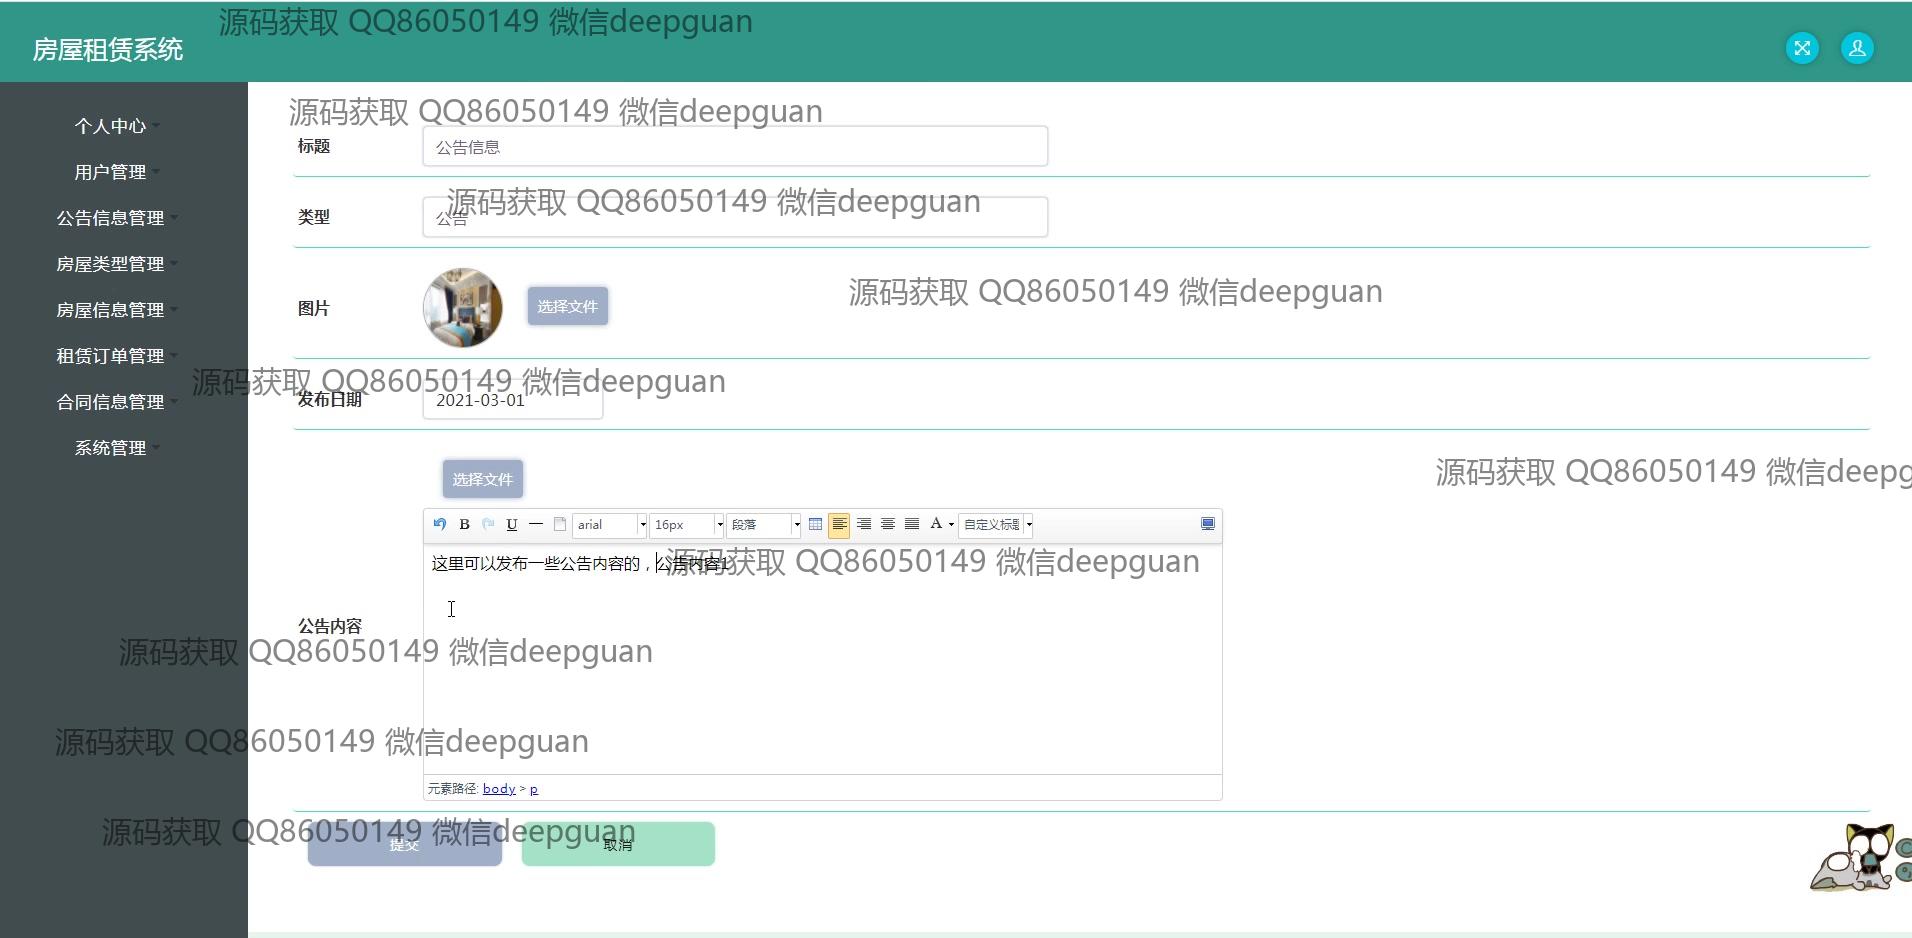 源码获取 QQ86050149 微信deepguan
房屋租赁系统
个人中心
用户管理
公告信息管理
房屋类型管理
房屋信息管理
租赁订单管理
合同信息管理
系统管理
源码获取 QQ86050149 微信deepguan
标题
公告信息
源码获取 QQ86050149 微信deepguan
类型
公告
源码获取 QQ86050149 微信deepguan
图片
选择文件
源码获取 QQ86050149 微信deepguan
发布日期
2021-03-01
源码获取 QQ86050149 微信deepg
选择文件
B U arial 16px 段落 A 自定义标题
这里可以发布一些公告内容的，公告内容1
源码获取 QQ86050149 微信deepguan
公告内容
源码获取 QQ86050149 微信deepguan
源码获取 QQ86050149 微信deepguan
元素路径: body > p
源码获取 QQ86050149 微信deepguan
提交
取消